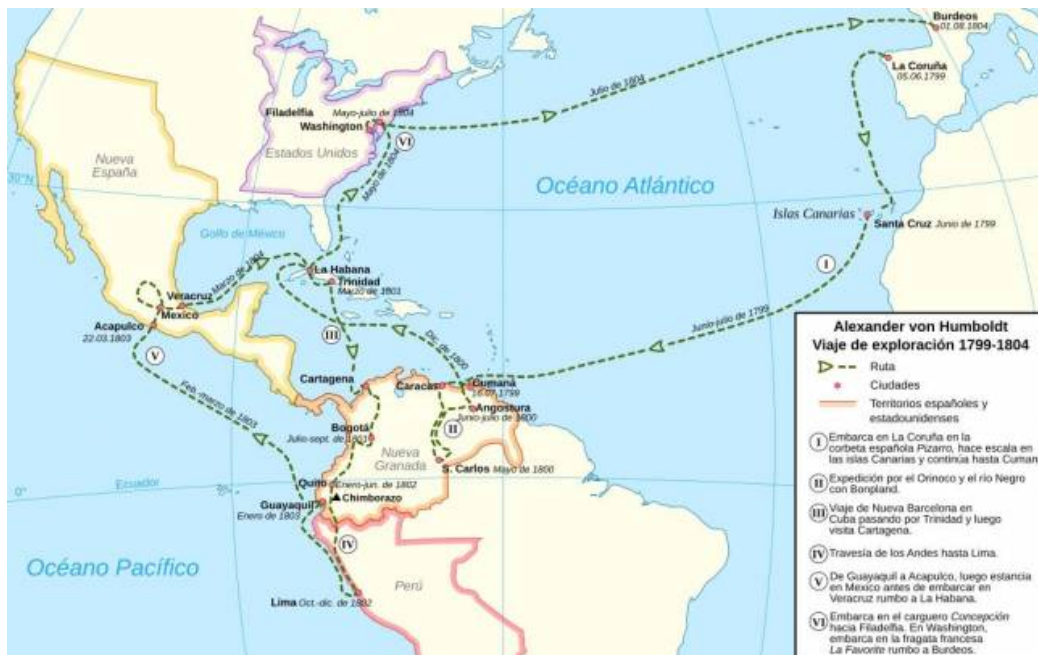 Burdeos
01.08.1804
La Coruña
05.06.1799
Julio de 1804
Filadelfia
Mayo-julio de 1804
Washington
VI
Estados Unidos
Mayo de 1804
Nueva
España
30°N
Océano Atlántico
Islas Canarias
Santa Cruz Junio de 1799
Golfo de México
I
La Habana
Trinidad
Marzo de 1801
Marzo de 1804
Veracruz
Mexico
Acapulco
22.03.1803
V
III
Dic. de 1800
Junio-julio de 1799
Cartagena
Caracas
Cumaná
16.07.1799
Angostura
Junio-julio de 1800
II
Feb.-marzo de 1803
Bogotá
Julio-sept. de 1801
Nueva
Granada
S. Carlos Mayo de 1800
0°
Ecuador
Quito Enero-jun. de 1802
Chimborazo
Guayaquil
Enero de 1803
IV
Océano Pacífico
Perú
Lima Oct.-dic. de 1802
Alexander von Humboldt
Viaje de exploración 1799-1804
Ruta
Ciudades
Territorios españoles y
estadounidenses
I Embarca en La Coruña en la
corbeta española Pizarro, hace escala en
las islas Canarias y continúa hasta Cuman
II Expedición por el Orinoco y el río Negro
con Bonpland.
III Viaje de Nueva Barcelona en
Cuba pasando por Trinidad y luego
visita Cartagena.
IV Travesía de los Andes hasta Lima.
V De Guayaquil a Acapulco, luego estancia
en Mexico antes de embarcar en
Veracruz rumbo a La Habana.
VI Embarca en el carguero Concepción
hacia Filadelfia. En Washington,
embarca en la fragata francesa
La Favorite rumbo a Burdeos.